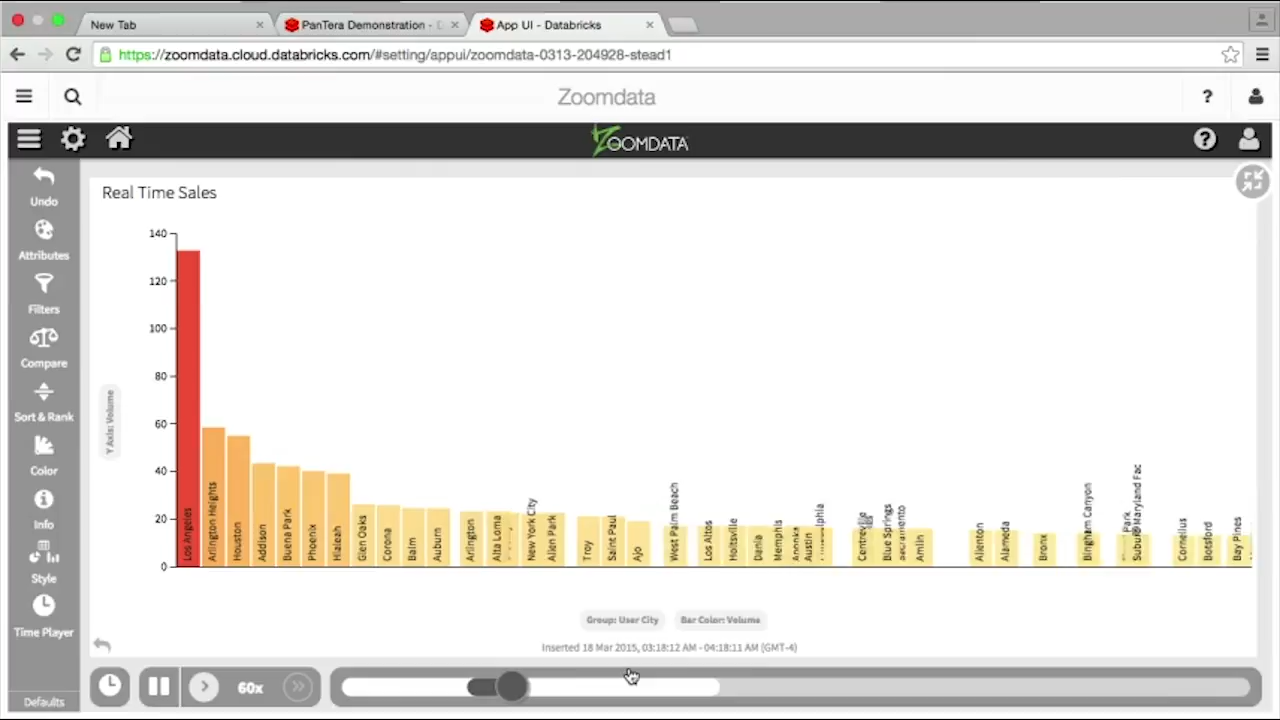 New Tab
PanTera Demonstration - D
App UI - Databricks
https://zoomdata.cloud.databricks.com/#setting/appui/zoomdata-0313-204928-stead1
Zoomdata
?
ZOOMDATA
?
Undo
Attributes
Filters
Compare
Sort & Rank
Color
Info
Style
Time Player
Defaults
Real Time Sales
Y Axis: Volume
140
120
100
80
60
40
20
0
Los Angeles
Arlington Heights
Houston
Addison
Buena Park
Phoenix
Hialeah
Glen Oaks
Corona
Balm
Auburn
Arlington
Alta Loma
New York City
Allen Park
Troy
Saint Paul
Ajo
West Palm Beach
Los Altos
Holtsville
Dania
Memphis
Austin
Centreville
Blue Springs
Sacramento
Amlin
Aliento
Alameda
Bronx
Bingham Canyon
Park
Suburb Maryland Fac
Cornelius
Botsford
Bay Pines
Group: User City
Bar Color: Volume
Inserted 18 Mar 2015, 03:18:12 AM - 04:18:11 AM (GMT-4)
60x